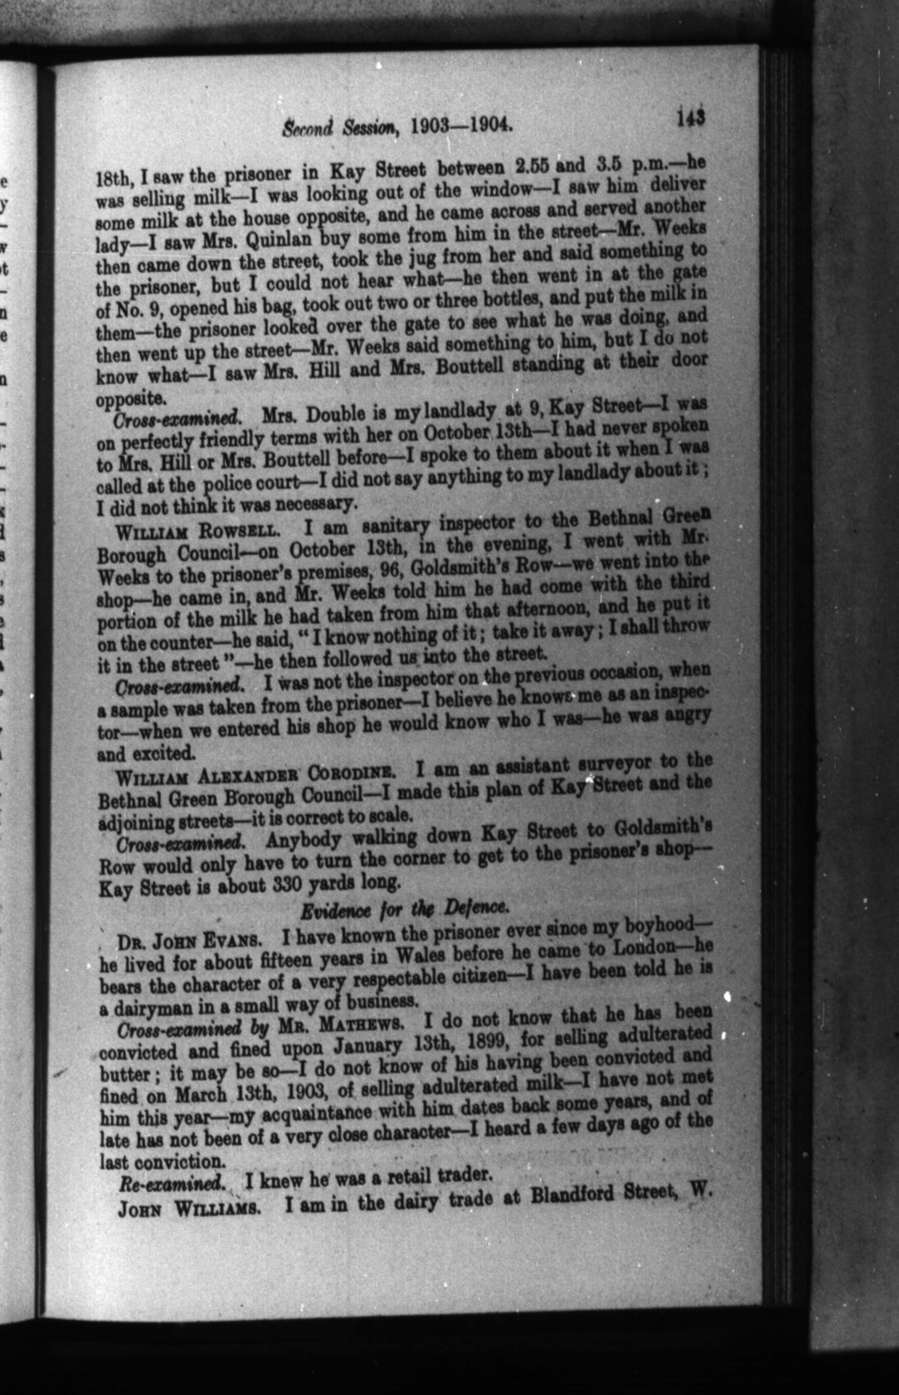 Second Session, 1903—1904. 143
18th, I saw the prisoner in Kay Street between 2.55 and 3.5 p.m.—he
was selling milk—I was looking out of the window—I saw him deliver
some milk at the house opposite, and he came across and served another
lady—I saw Mrs. Quinlan buy some from him in the street—Mr. Weeks
then came down the street, took the jug from her and said something to
the prisoner, but I could not hear what—he then went in at the gate
of No. 9, opened his bag, took out two or three bottles, and put the milk in
them—the prisoner looked over the gate to see what he was doing, and
then went up the street—Mr. Weeks said something to him, but I do not
know what—I saw Mrs. Hill and Mrs. Bouttell standing at their door
opposite.
Cross-examined. Mrs. Double is my landlady at 9, Kay Street—I was
on perfectly friendly terms with her on October 13th—I had never spoken
to Mrs. Hill or Mrs. Bouttell before—I spoke to them about it when I was
called at the police court—I did not say anything to my landlady about it;
I did not think it was necessary.
WILLIAM ROWSELL. I am sanitary inspector to the Bethnal Green
Borough Council—on October 13th, in the evening, I went with Mr.
Weeks to the prisoner's premises, 96, Goldsmith's Row—we went into the
shop—he came in, and Mr. Weeks told him he had come with the third
portion of the milk he had taken from him that afternoon, and he put it
on the counter—he said, "I know nothing of it; take it away; I shall throw
it in the street"—he then followed us into the street.
Cross-examined. I was not the inspector on the previous occasion, when
a sample was taken from the prisoner—I believe he knows me as an inspec-
tor—when we entered his shop he would know who I was—he was angry
and excited.
WILLIAM ALEXANDER CORODINE. I am an assistant surveyor to the
Bethnal Green Borough Council—I made this plan of Kay Street and the
adjoining streets—it is correct to scale.
Cross-examined. Anybody walking down Kay Street to Goldsmith's
Row would only have to turn the corner to get to the prisoner's shop—
Kay Street is about 330 yards long.
Evidence for the Defence.
DR. JOHN EVANS. I have known the prisoner ever since my boyhood—
he lived for about fifteen years in Wales before he came to London—he
bears the character of a very respectable citizen—I have been told he is
a dairyman in a small way of business.
Cross-examined by MR. MATHEWS. I do not know that he has been
convicted and fined upon January 13th, 1899, for selling adulterated
butter; it may be so—I do not know of his having been convicted and
fined on March 13th, 1903, of selling adulterated milk—I have not met
him this year—my acquaintance with him dates back some years, and of
late has not been of a very close character—I heard a few days ago of the
last conviction.
Re-examined. I knew he was a retail trader.
JOHN WILLIAMS. I am in the dairy trade at Blandford Street, W.